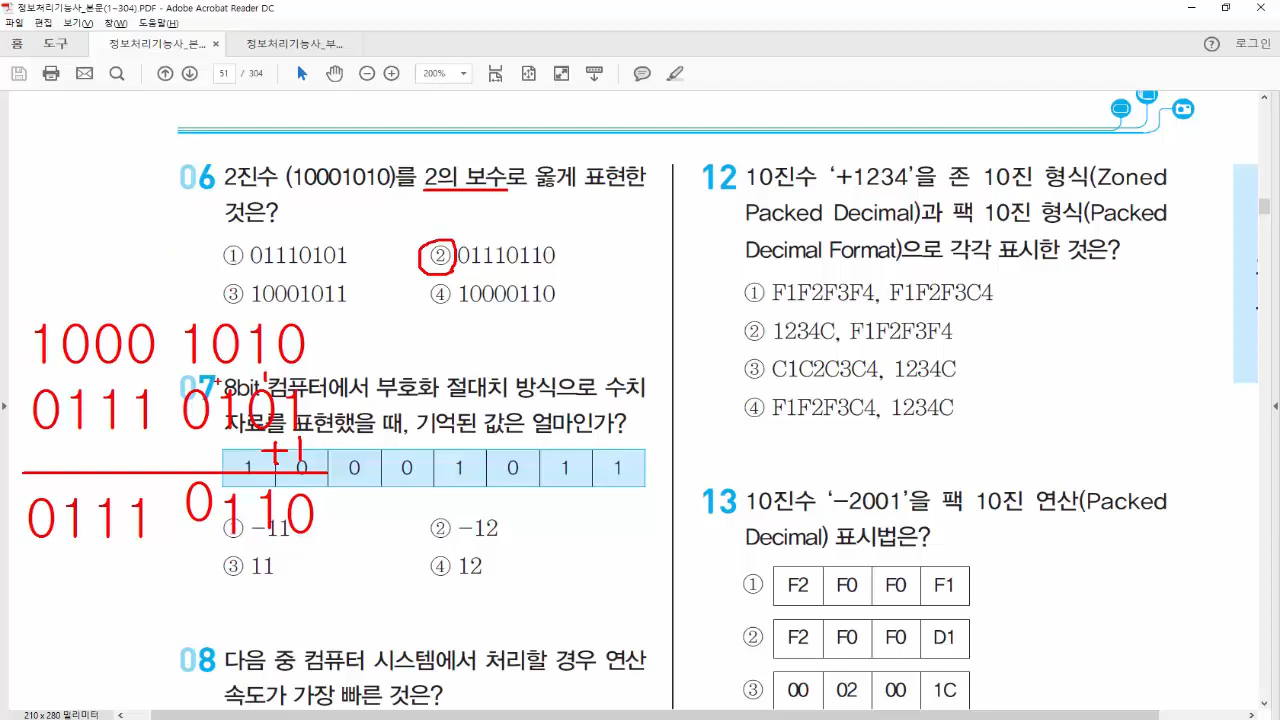 정보처리기능사_본문(1~304).PDF - Adobe Acrobat Reader DC
파일 편집 보기(V) 창(W) 도움말(H)
홈 도구 정보처리기능사_본... × 정보처리기능사_부... ? 로그인
51 / 304 200%
06 2진수 (10001010)를 2의 보수로 옳게 표현한
것은?
① 01110101 ② 01110110
③ 10001011 ④ 10000110
1000 1010
0111 0101
+1
0111 0110
07 8bit 컴퓨터에서 부호화 절대치 방식으로 수치
자료를 표현했을 때, 기억된 값은 얼마인가?
1 0 0 0 1 0 1 1
① -11 ② -12
③ 11 ④ 12
08 다음 중 컴퓨터 시스템에서 처리할 경우 연산
속도가 가장 빠른 것은?
12 10진수 ‘+1234’을 존 10진 형식(Zoned
Packed Decimal)과 팩 10진 형식(Packed
Decimal Format)으로 각각 표시한 것은?
① F1F2F3F4, F1F2F3C4
② 1234C, F1F2F3F4
③ C1C2C3C4, 1234C
④ F1F2F3C4, 1234C
13 10진수 ‘-2001’을 팩 10진 연산(Packed
Decimal) 표시법은?
① F2 F0 F0 F1
② F2 F0 F0 D1
③ 00 02 00 1C
210 x 280 밀리미터